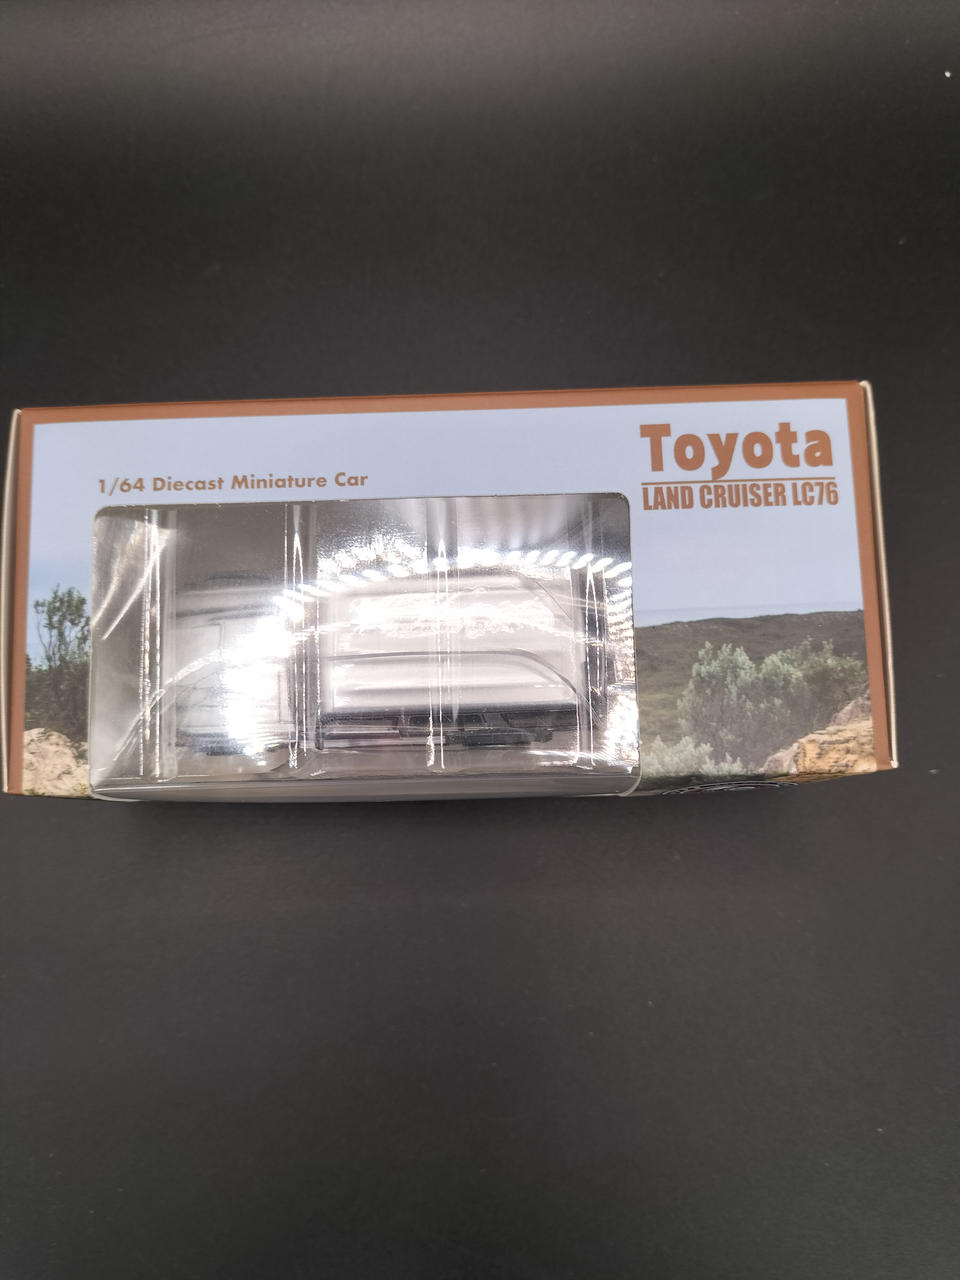 Toyota
LAND CRUISER LC76
1/64 Diecast Miniature Car